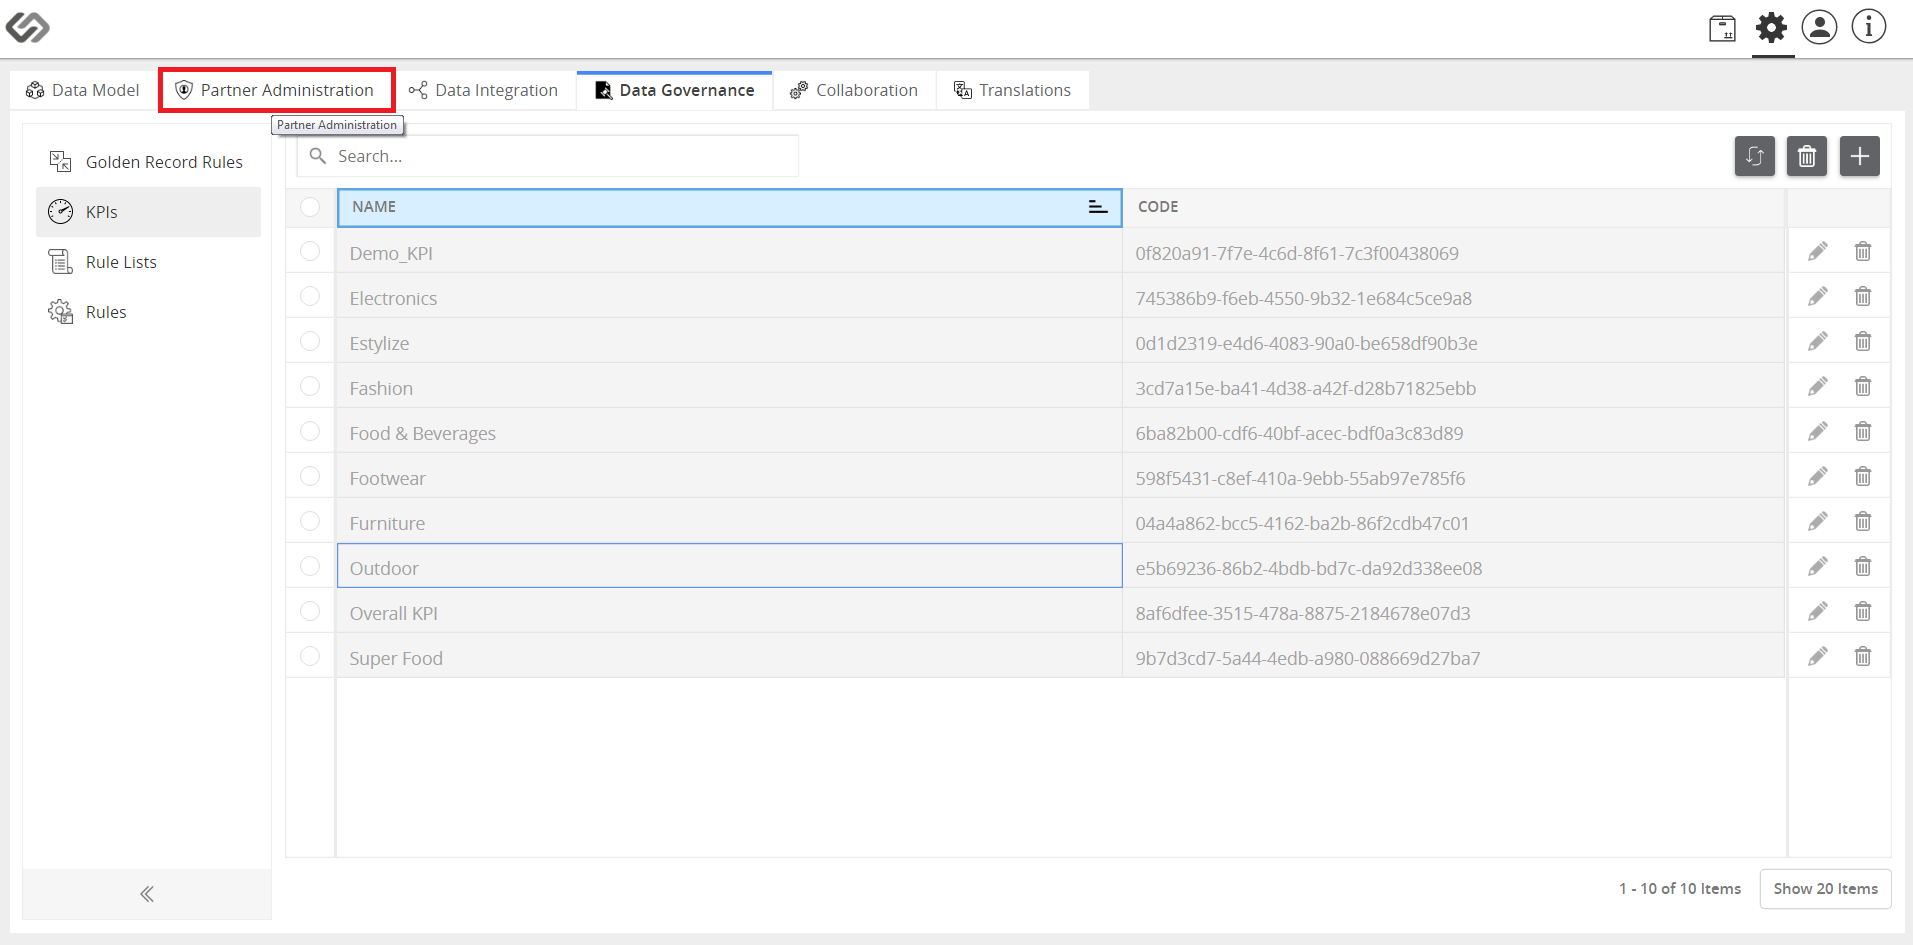 Data Model
Partner Administration
Data Integration
Data Governance
Collaboration
Translations
Partner Administration
Golden Record Rules
KPIs
Rule Lists
Rules
Search...
NAME CODE
Demo_KPI 0f820a91-7f7e-4c6d-8f61-7c3f00438069
Electronics 745386b9-f6eb-4550-9b32-1e684c5ce9a8
Estylize 0d1d2319-e4d6-4083-90a0-be658df90b3e
Fashion 3cd7a15e-ba41-4d38-a42f-d28b71825ebb
Food & Beverages 6ba82b00-cdf6-40bf-acec-bdf0a3c83d89
Footwear 598f5431-c8ef-410a-9ebb-55ab97e785f6
Furniture 04a4a862-bcc5-4162-ba2b-86f2cdb47c01
Outdoor e5b69236-86b2-4bdb-bd7c-da92d338ee08
Overall KPI 8af6dfee-3515-478a-8875-2184678e07d3
Super Food 9b7d3cd7-5a44-4edb-a980-088669d27ba7
1 - 10 of 10 Items
Show 20 Items